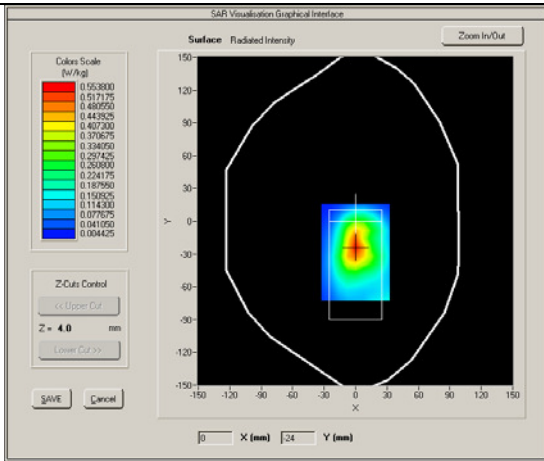 SAR Visualisation Graphical Interface
Surface Radiated Intensity
Zoom In/Out
Colors Scale
(W/kg)
0.553800
0.517175
0.480550
0.443925
0.407300
0.370675
0.334050
0.297425
0.260800
0.224175
0.187550
0.150925
0.114300
0.077675
0.041050
0.004425
Z-Cuts Control
<< Upper Cut
Z = 4.0 mm
Lower Cut >>
SAVE Cancel
150
120
90
60
30
0
-30
-60
-90
-120
-150
Y
-150 -120 -90 -60 -30 0 30 60 90 120 150
X
0 X (mm) -24 Y (mm)